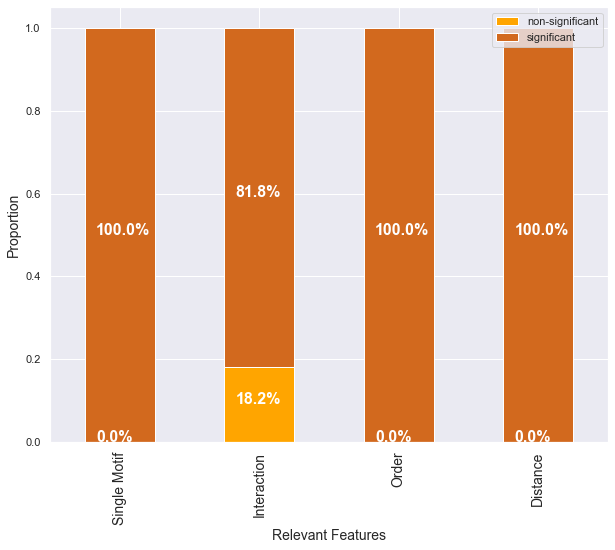 non-significant
significant
1.0
0.8
0.6
0.4
0.2
0.0
Proportion
100.0%
81.8%
100.0%
100.0%
0.0%
18.2%
0.0%
0.0%
Single Motif
Interaction
Order
Distance
Relevant Features